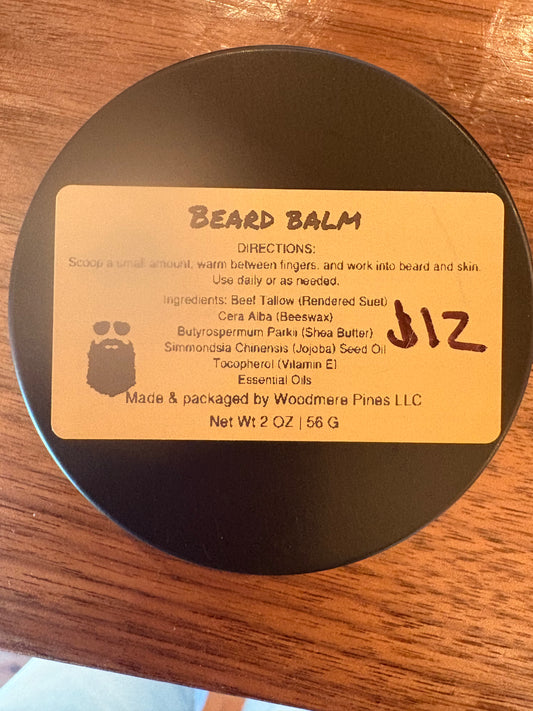 BEARD BALM
DIRECTIONS:
Scoop a small amount, warm between fingers, and work into beard and skin.
Use daily or as needed.
Ingredients: Beef Tallow (Rendered Suet)
Cera Alba (Beeswax)
Butyrospermum Parkii (Shea Butter)
$12
Simmondsia Chinensis (Jojoba) Seed Oil
Tocopherol (Vitamin E)
Essential Oils
Made & packaged by Woodmere Pines LLC
Net Wt 2 OZ | 56 G